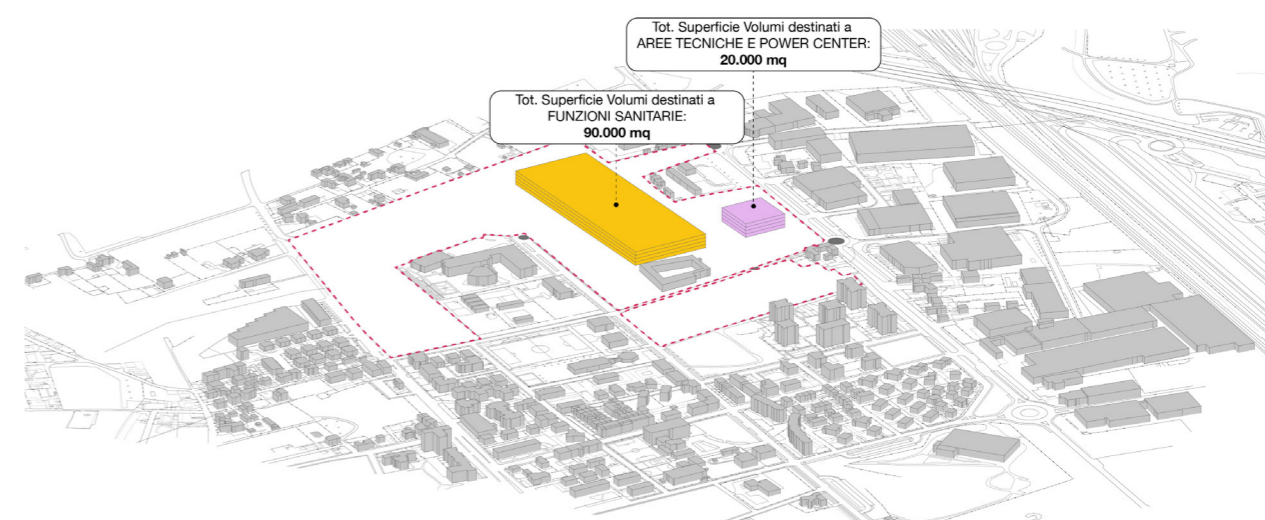 Tot. Superficie Volumi destinati a
AREE TECNICHE E POWER CENTER:
20.000 mq
Tot. Superficie Volumi destinati a
FUNZIONI SANITARIE:
90.000 mq